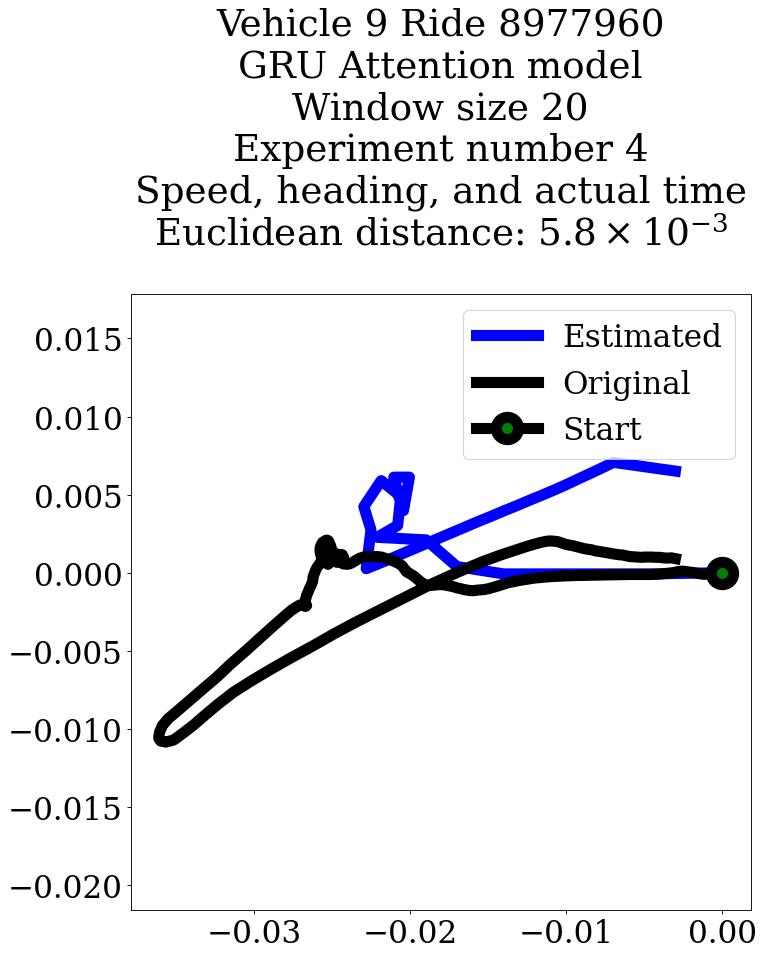 Vehicle 9 Ride 8977960
GRU Attention model
Window size 20
Experiment number 4
Speed, heading, and actual time
Euclidean distance: 5.8 × 10⁻³
Estimated
Original
Start
0.015
0.010
0.005
0.000
−0.005
−0.010
−0.015
−0.020
−0.03 −0.02 −0.01 0.00